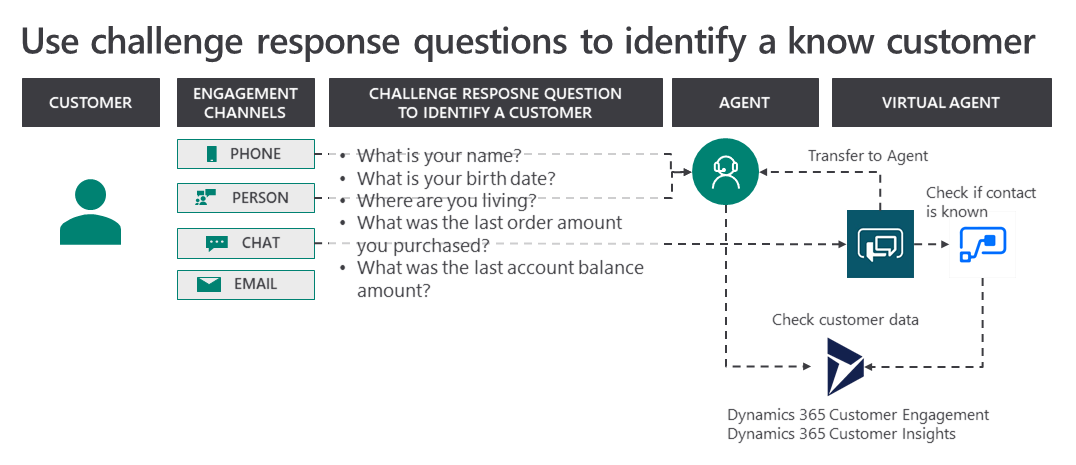 Use challenge response questions to identify a know customer
CUSTOMER
ENGAGEMENT
CHANNELS
CHALLENGE RESPOSNE QUESTION
TO IDENTIFY A CUSTOMER
AGENT
VIRTUAL AGENT
PHONE
PERSON
CHAT
EMAIL
• What is your name?
• What is your birth date?
• Where are you living?
• What was the last order amount
you purchased?
• What was the last account balance
amount?
Transfer to Agent
Check if contact
is known
Check customer data
Dynamics 365 Customer Engagement
Dynamics 365 Customer Insights